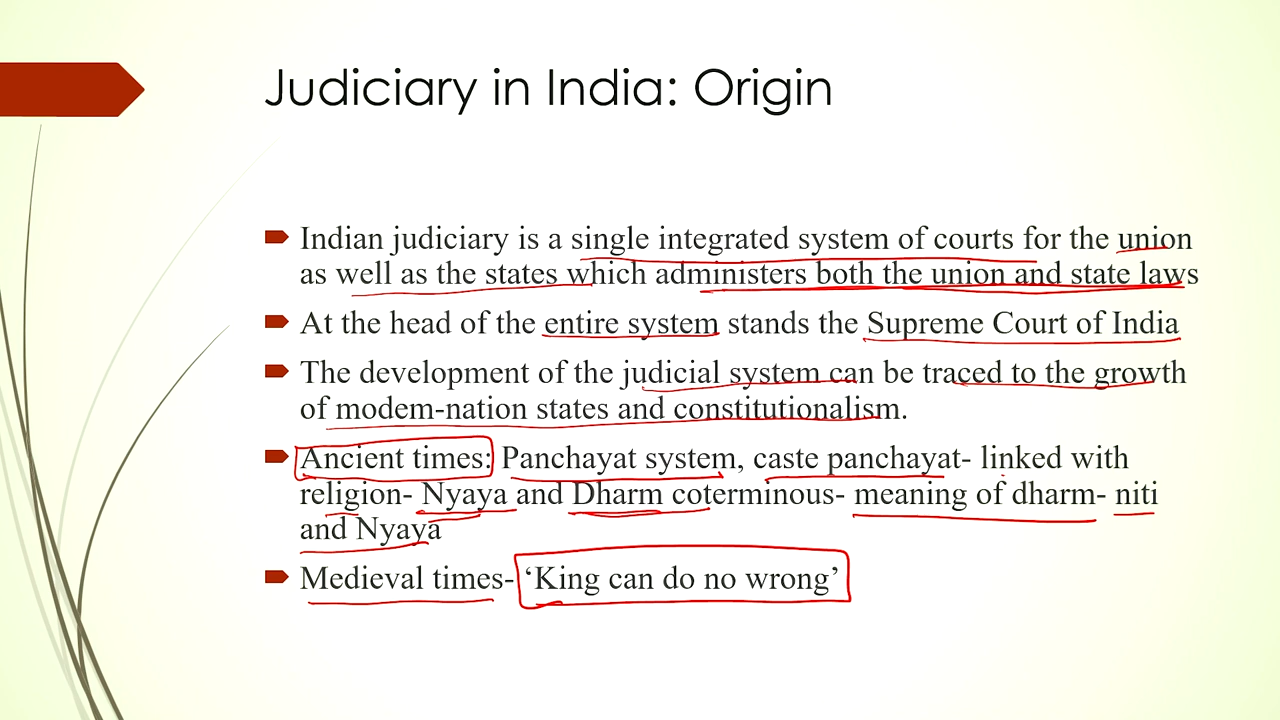 Judiciary in India: Origin
Indian judiciary is a single integrated system of courts for the union
as well as the states which administers both the union and state laws
At the head of the entire system stands the Supreme Court of India
The development of the judicial system can be traced to the growth
of modem-nation states and constitutionalism.
Ancient times: Panchayat system, caste panchayat- linked with
religion- Nyaya and Dharm coterminous- meaning of dharm- niti
and Nyaya
Medieval times- ‘King can do no wrong’